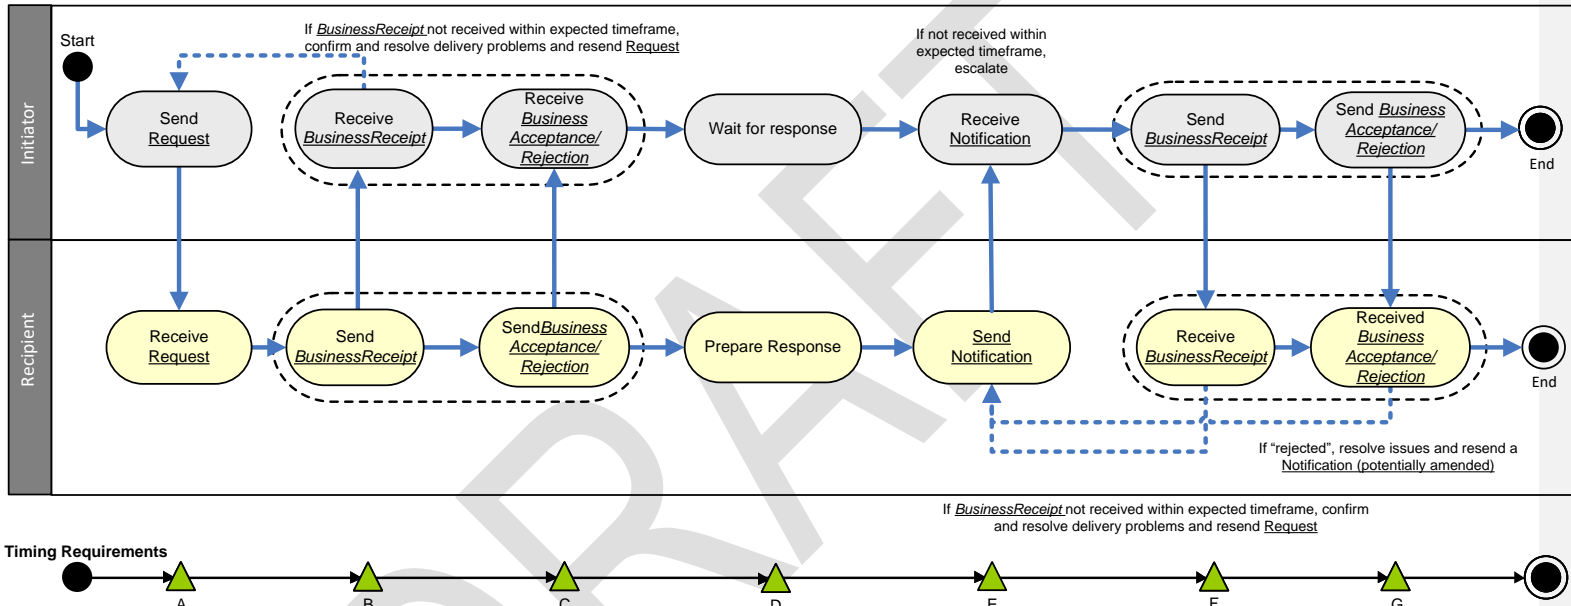 If BusinessReceipt not received within expected timeframe,
confirm and resolve delivery problems and resend Request
If not received within
expected timeframe,
escalate
Start
Initiator
Send
Request
Receive
BusinessReceipt
Receive
Business
Acceptance/
Rejection
Wait for response
Receive
Notification
Send
BusinessReceipt
Send Business
Acceptance/
Rejection
End
Recipient
Receive
Request
Send
BusinessReceipt
SendBusiness
Acceptance/
Rejection
Prepare Response
Send
Notification
Receive
BusinessReceipt
Received
Business
Acceptance/
Rejection
End
If “rejected”, resolve issues and resend a
Notification (potentially amended)
If BusinessReceipt not received within expected timeframe, confirm
and resolve delivery problems and resend Request
Timing Requirements
A B C D E F G
DRAFT